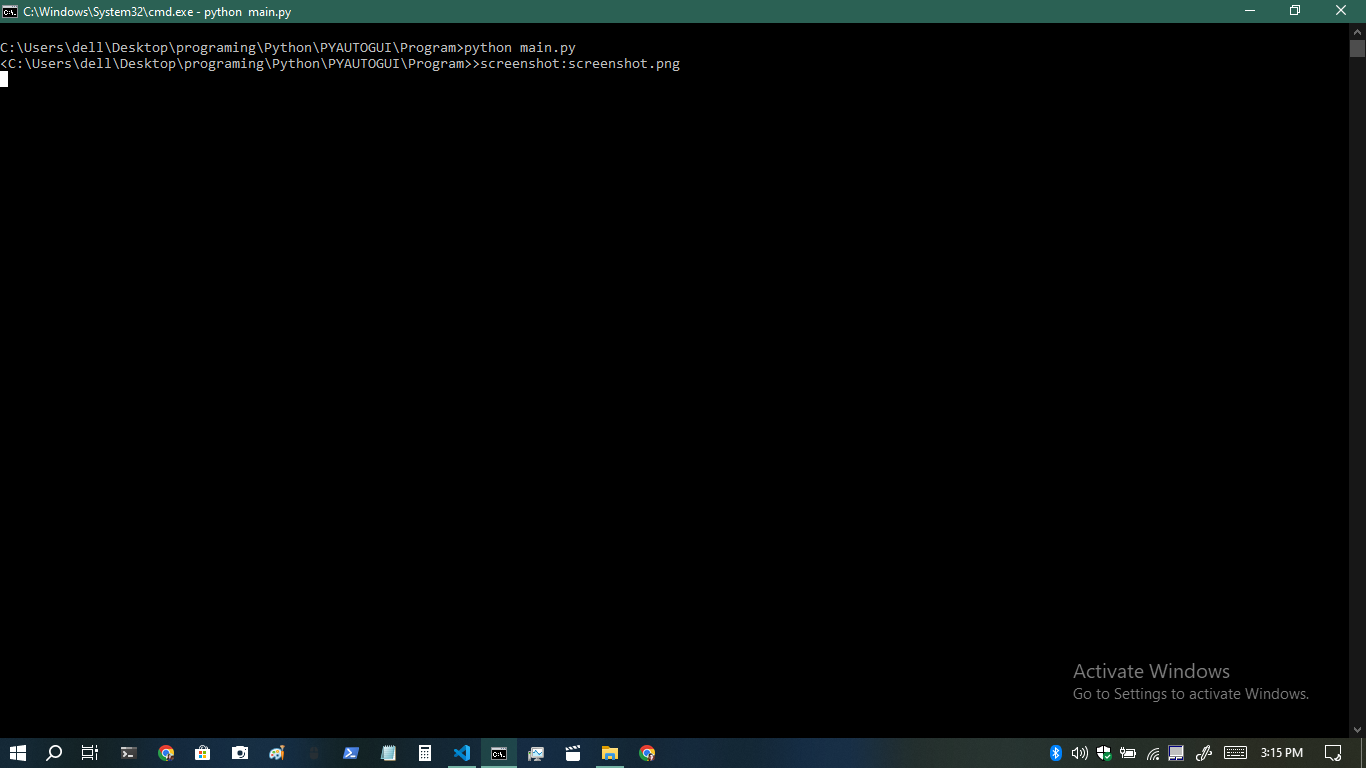 C:\Windows\System32\cmd.exe - python  main.py
C:\Users\dell\Desktop\programing\Python\PYAUTOGUI\Program>python main.py
<C:\Users\dell\Desktop\programing\Python\PYAUTOGUI\Program>>screenshot:screenshot.png
Activate Windows
Go to Settings to activate Windows.
3:15 PM